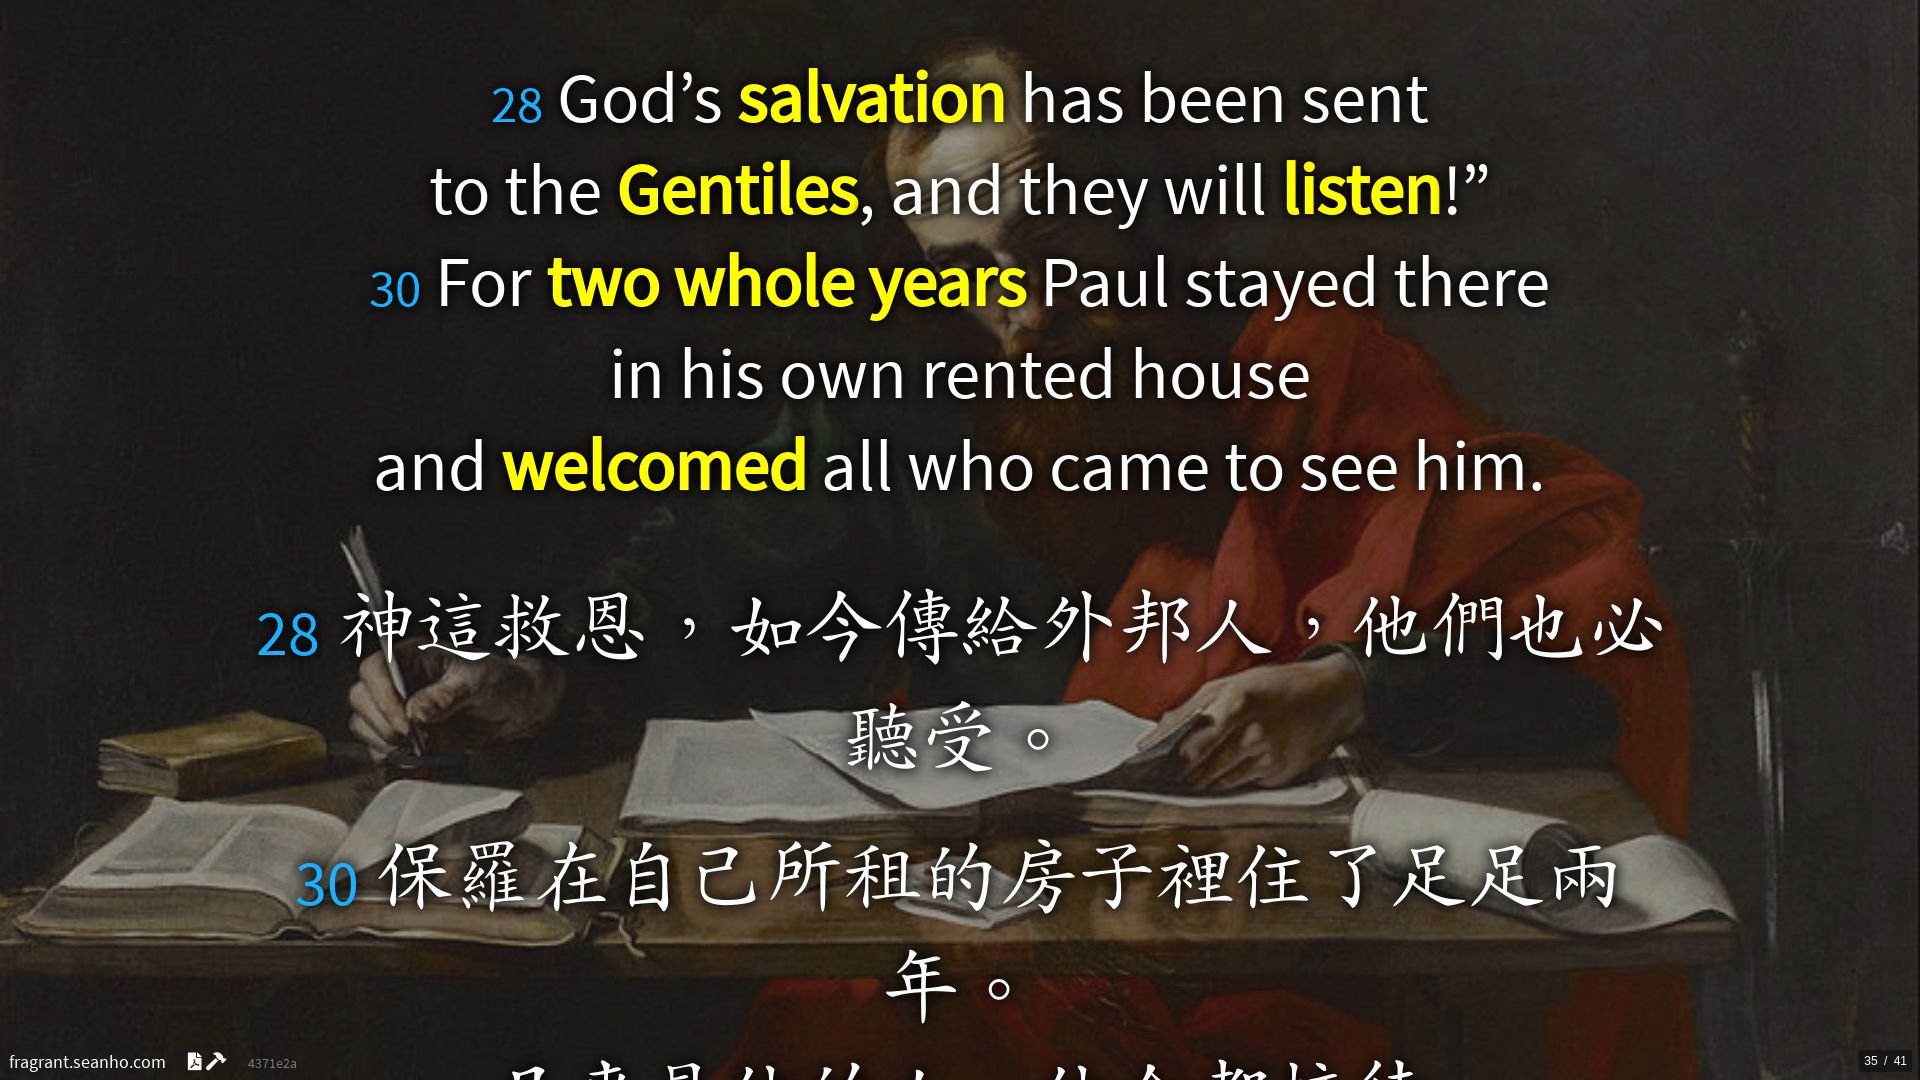 28 God’s salvation has been sent
to the Gentiles, and they will listen!”
30 For two whole years Paul stayed there
in his own rented house
and welcomed all who came to see him.
28 神這救恩，如今傳給外邦人，他們也必
聽受。
30 保羅在自己所租的房子裡住了足足兩
年。
fragrant.seanho.com 4371e2a
35 / 41